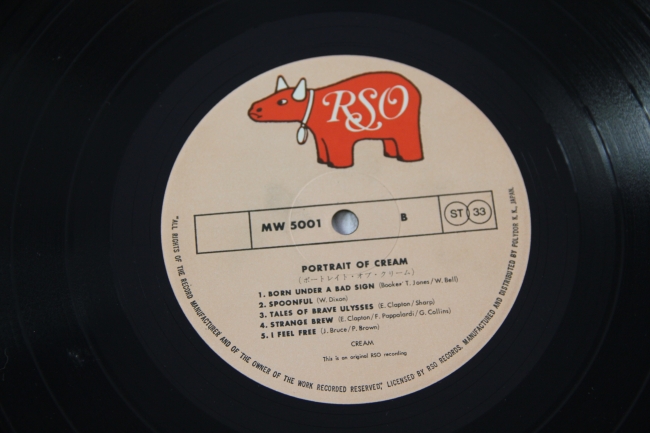 RSO
MW 5001
B
ST 33
PORTRAIT OF CREAM
(ポートレイト・オブ・クリーム)
1. BORN UNDER A BAD SIGN (Booker T. Jones/W. Bell)
2. SPOONFUL (W. Dixon)
3. TALES OF BRAVE ULYSSES (E. Clapton/Sharp)
4. STRANGE BREW (E. Clapton/F. Pappalardi/G. Collins)
5. I FEEL FREE (J. Bruce/P. Brown)
CREAM
This is an original RSO recording
"ALL RIGHTS OF THE RECORD MANUFACTURER AND OF THE OWNER OF THE WORK RECORDED RESERVED", LICENSED BY RSO RECORDS, MANUFACTURED AND DISTRIBUTED BY POLYDOR K. K., JAPAN.